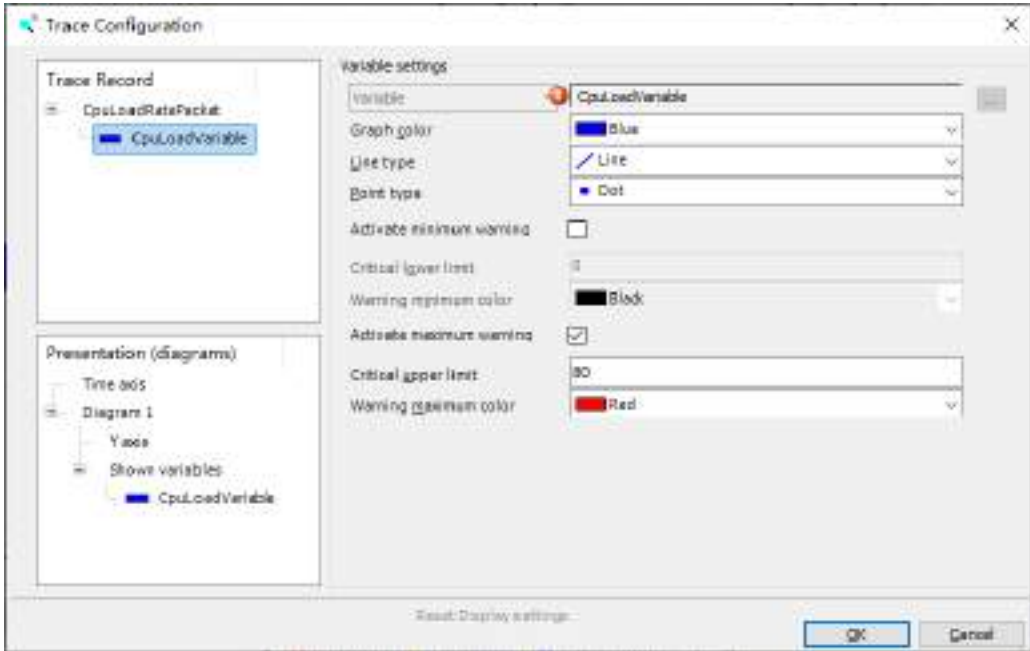 Trace Configuration
Trace Record
CpuLoadRatePacket
CpuLoadVariable
Presentation (diagrams)
Time axis
Diagram 1
Y axis
Shown variables
CpuLoadVariable
Variable settings
Variable
CpuLoadVariable
Graph color
Blue
Line type
Line
Point type
Dot
Activate minimum warning
Critical lower limit
0
Warning minimum color
Black
Activate maximum warning
Critical upper limit
80
Warning maximum color
Red
Reset Display settings
OK
Cancel